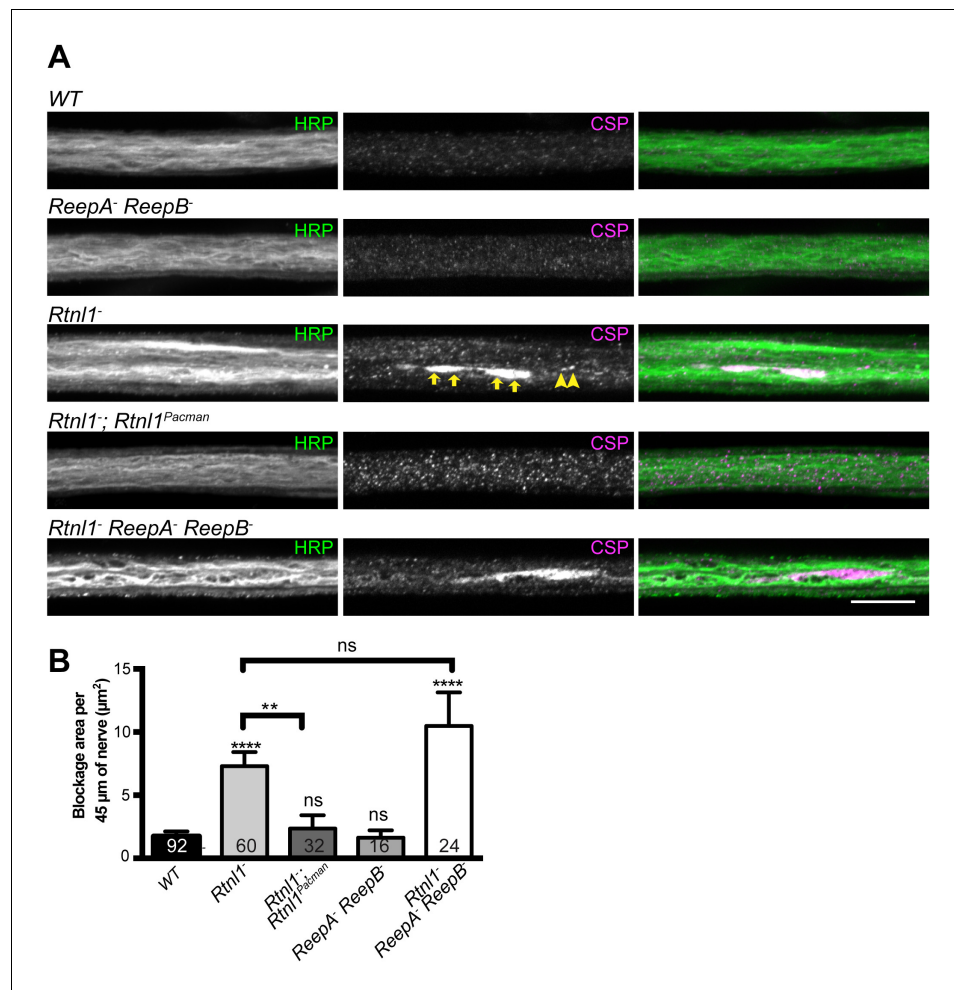 A
WT
HRP
CSP
ReepA- ReepB-
HRP
CSP
Rtnl1-
HRP
CSP
Rtnl1-; Rtnl1Pacman
HRP
CSP
Rtnl1- ReepA- ReepB-
HRP
CSP
B
Blockage area per
45 µm of nerve (µm²)
15
10
5
0
ns
**
****
ns
ns
****
92
60
32
16
24
WT
Rtnl1-
Rtnl1-;
Rtnl1Pacman
ReepA- ReepB-
Rtnl1-
ReepA- ReepB-